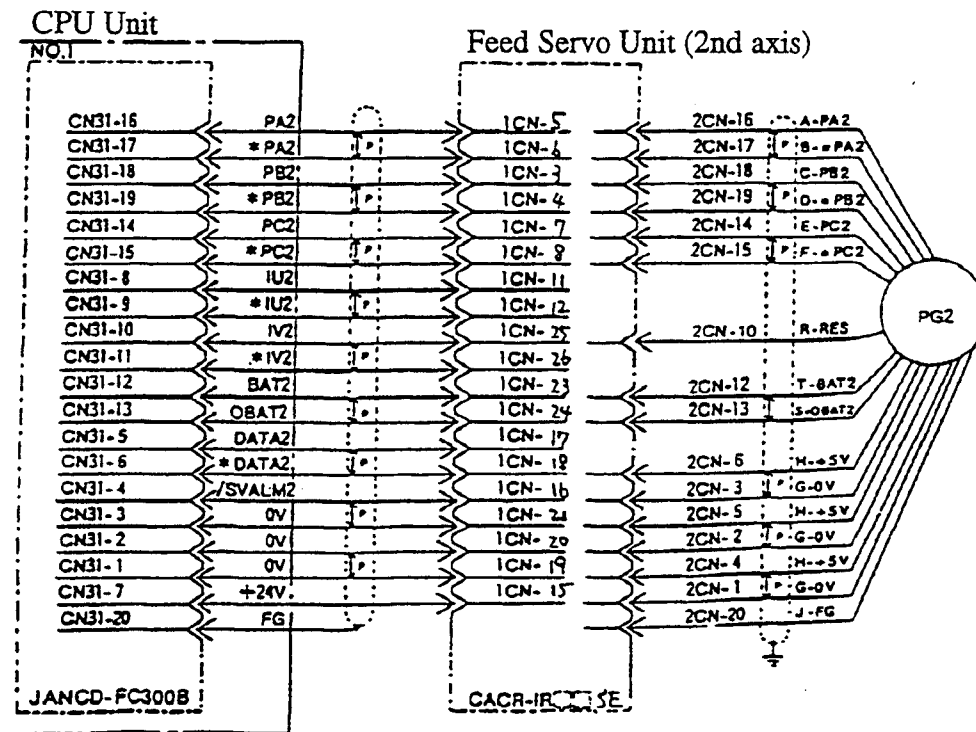 CPU Unit
NO.1
Feed Servo Unit (2nd axis)
CN31-16 PA2 1CN-5 2CN-16 A-PA2
CN31-17 *PA2 P 1CN-6 2CN-17 P B-*PA2
CN31-18 PB2 1CN-3 2CN-18 C-PB2
CN31-19 *PB2 P 1CN-4 2CN-19 P D-*PB2
CN31-14 PC2 1CN-7 2CN-14 E-PC2
CN31-15 *PC2 P 1CN-8 2CN-15 P F-*PC2
CN31-8 IU2 1CN-11
CN31-9 *IU2 P 1CN-12
PG2
CN31-10 IV2 1CN-25 2CN-10 R-RES
CN31-11 *IV2 P 1CN-26
CN31-12 BAT2 1CN-23 2CN-12 T-BAT2
CN31-13 OBAT2 P 1CN-24 2CN-13 S-OBAT2
CN31-5 DATA2 1CN-17
CN31-6 *DATA2 P 1CN-18 2CN-6 H-+5V
CN31-4 /SVALM2 1CN-16 2CN-3 P G-0V
CN31-3 0V P 1CN-21 2CN-5 H-+5V
CN31-2 0V 1CN-20 2CN-2 P G-0V
CN31-1 0V P 1CN-19 2CN-4 H-+5V
CN31-7 +24V 1CN-15 2CN-1 P G-0V
CN31-20 FG 2CN-20 J-FG
JANCD-FC300B
CACR-IR SE